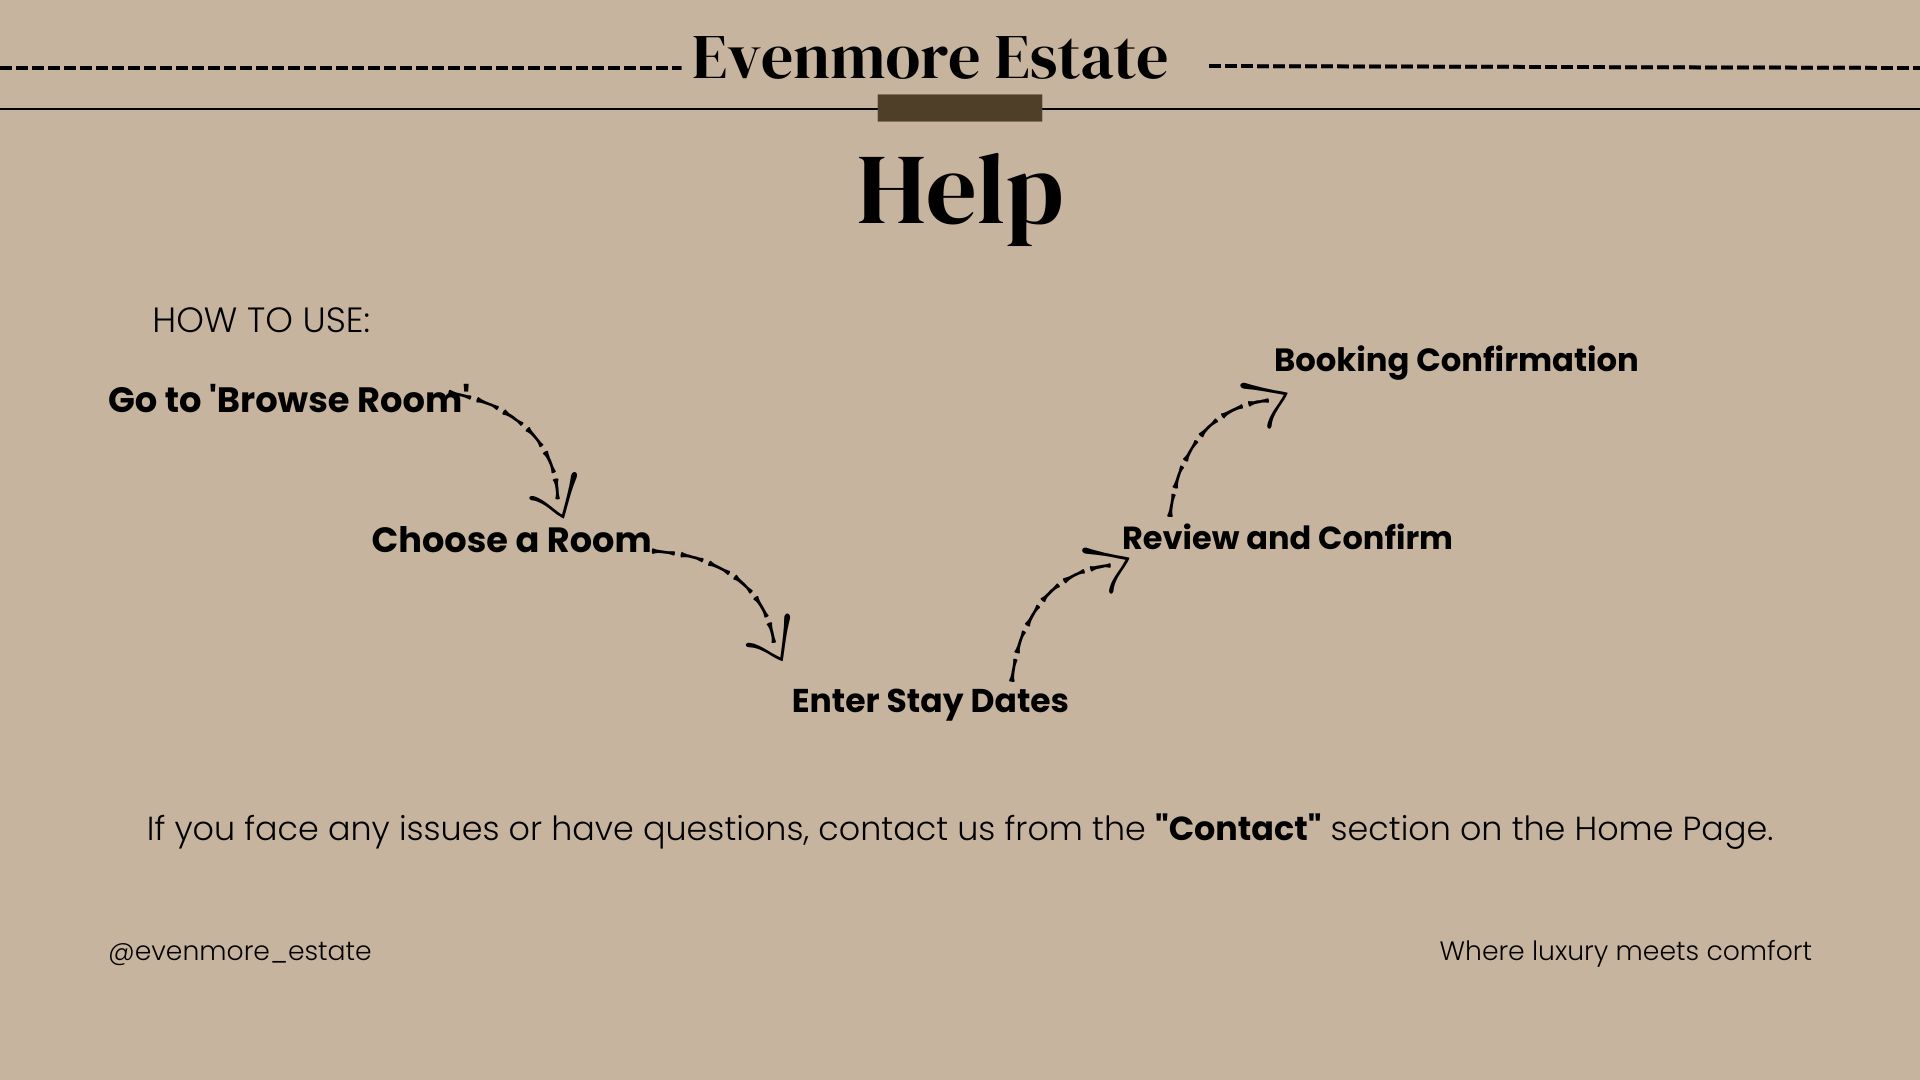 Evenmore Estate
Help
HOW TO USE:
Go to 'Browse Room'
Choose a Room
Enter Stay Dates
Review and Confirm
Booking Confirmation
If you face any issues or have questions, contact us from the "Contact" section on the Home Page.
@evenmore_estate
Where luxury meets comfort